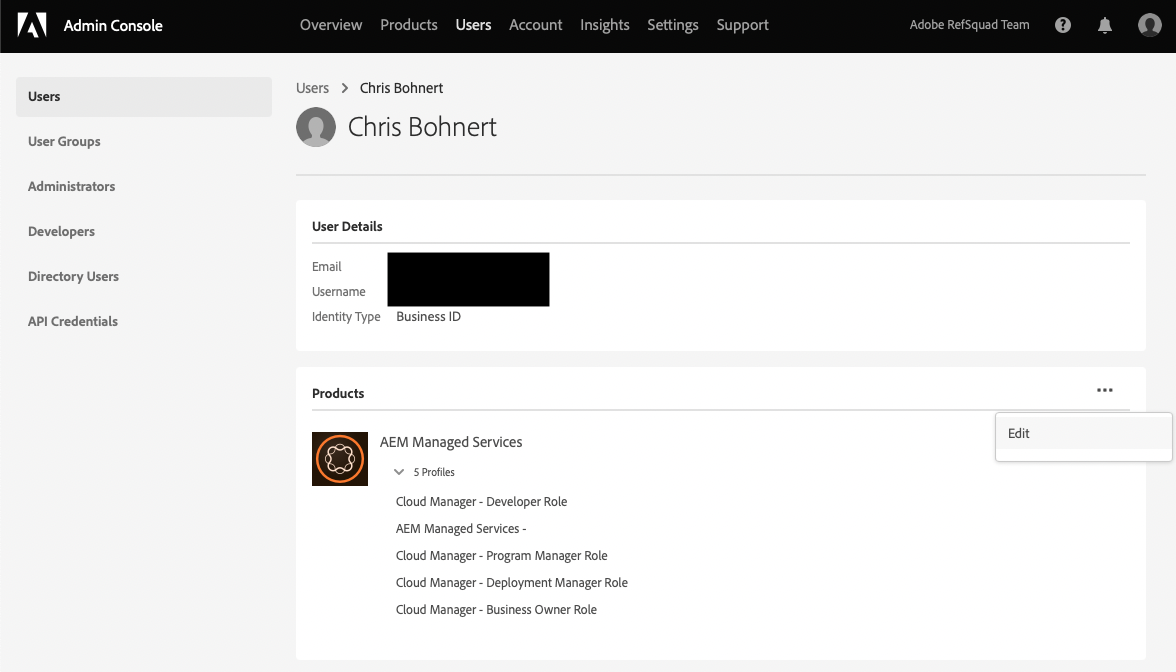 Admin Console
Overview Products Users Account Insights Settings Support
Adobe RefSquad Team
Users
User Groups
Administrators
Developers
Directory Users
API Credentials
Users > Chris Bohnert
Chris Bohnert
User Details
Email
Username
Identity Type Business ID
Products
Edit
AEM Managed Services
5 Profiles
Cloud Manager - Developer Role
AEM Managed Services -
Cloud Manager - Program Manager Role
Cloud Manager - Deployment Manager Role
Cloud Manager - Business Owner Role